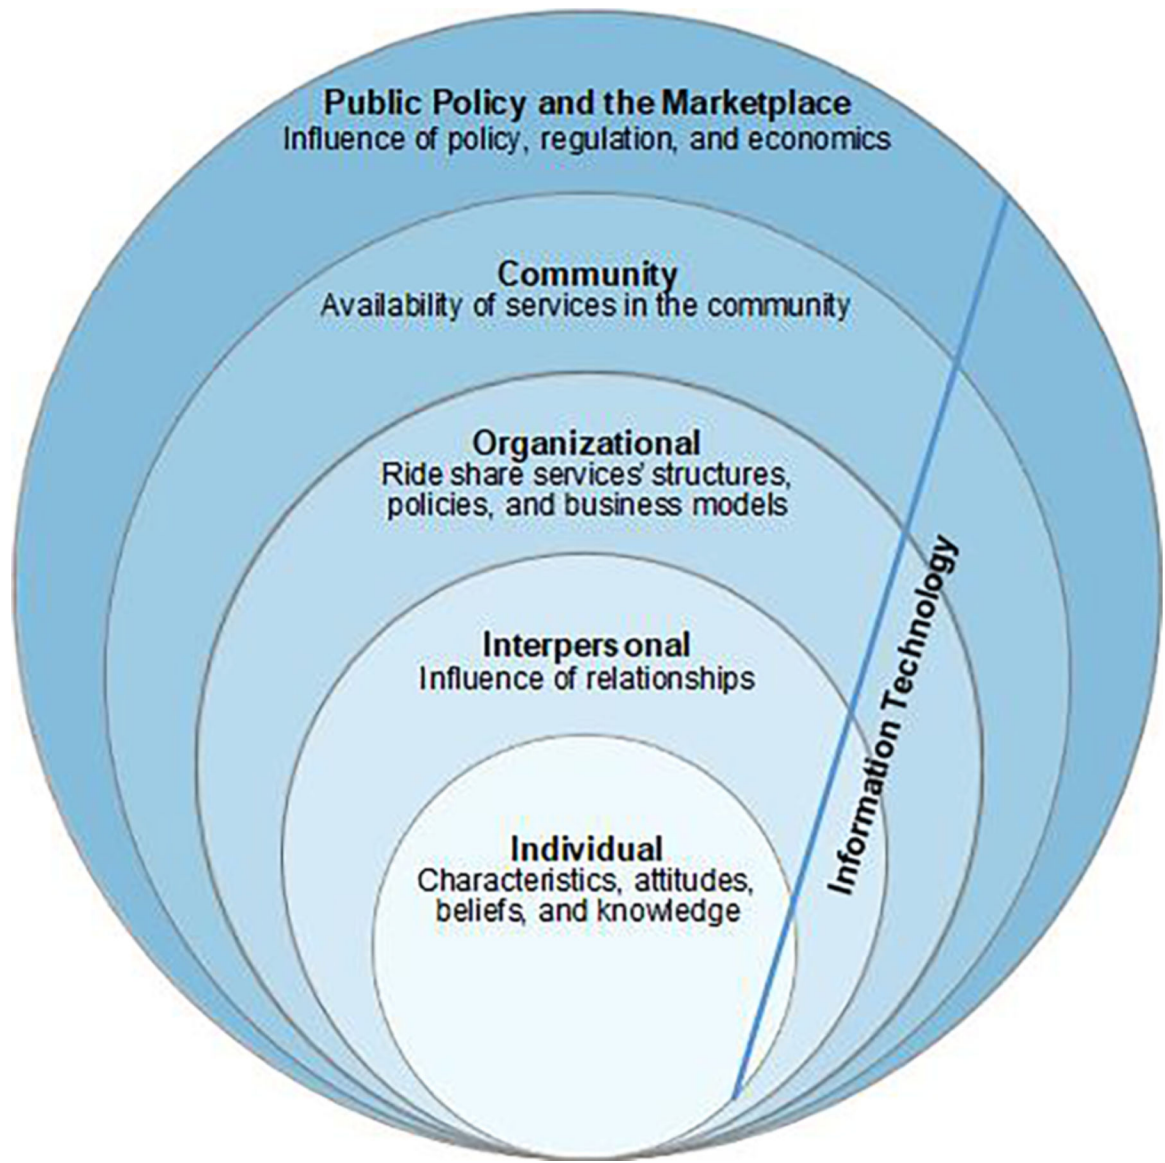 Public Policy and the Marketplace
Influence of policy, regulation, and economics
Community
Availability of services in the community
Organizational
Ride share services' structures,
policies, and business models
Interpersonal
Influence of relationships
Information Technology
Individual
Characteristics, attitudes,
beliefs, and knowledge